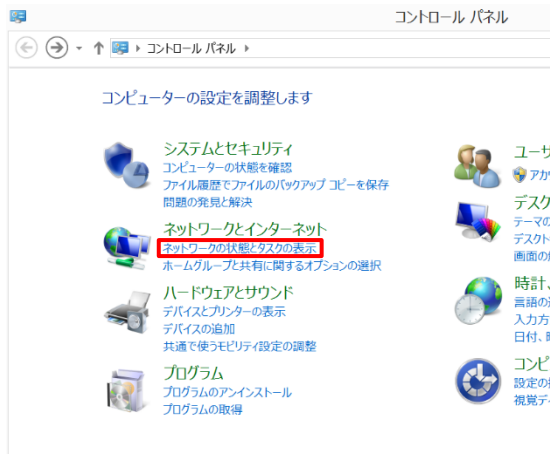 コントロール パネル
コントロール パネル
コンピューターの設定を調整します
システムとセキュリティ
コンピューターの状態を確認
ファイル履歴でファイルのバックアップ コピーを保存
問題の発見と解決
ネットワークとインターネット
ネットワークの状態とタスクの表示
ホームグループと共有に関するオプションの選択
ハードウェアとサウンド
デバイスとプリンターの表示
デバイスの追加
共通で使うモビリティ設定の調整
プログラム
プログラムのアンインストール
プログラムの取得
ユーサ
アカ
デスク
テーマの
デスクト
画面の
時計、
言語の
入力方
日付、
コンピ
設定の
視覚デ